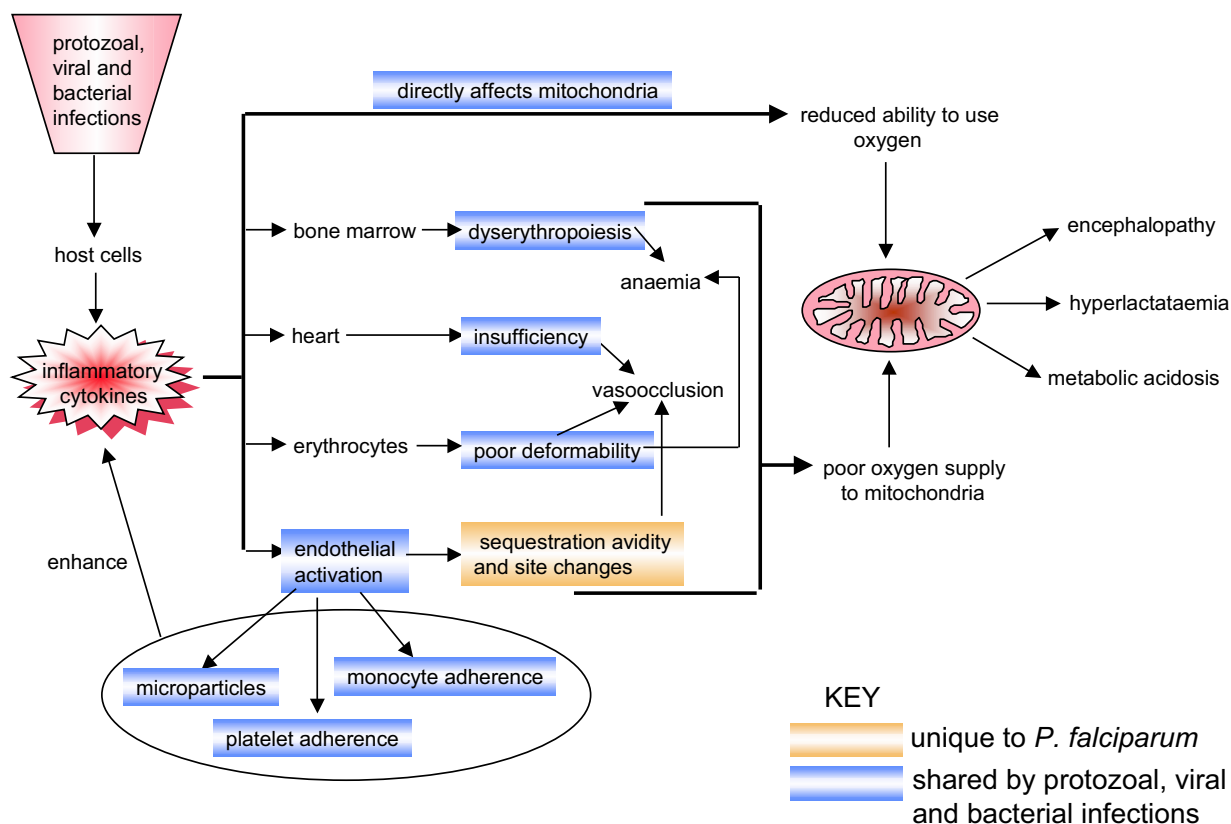 protozoal,
viral and
bacterial
infections
directly affects mitochondria
reduced ability to use
oxygen
host cells
bone marrow
dyserythropoiesis
anaemia
encephalopathy
hyperlactataemia
metabolic acidosis
inflammatory
cytokines
heart
insufficiency
vasoocclusion
erythrocytes
poor deformability
poor oxygen supply
to mitochondria
enhance
endothelial
activation
sequestration avidity
and site changes
microparticles
monocyte adherence
platelet adherence
KEY
unique to P. falciparum
shared by protozoal, viral
and bacterial infections